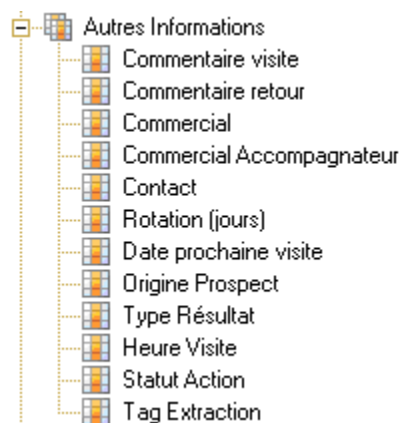 Autres Informations
Commentaire visite
Commentaire retour
Commercial
Commercial Accompagnateur
Contact
Rotation (jours)
Date prochaine visite
Origine Prospect
Type Résultat
Heure Visite
Statut Action
Tag Extraction